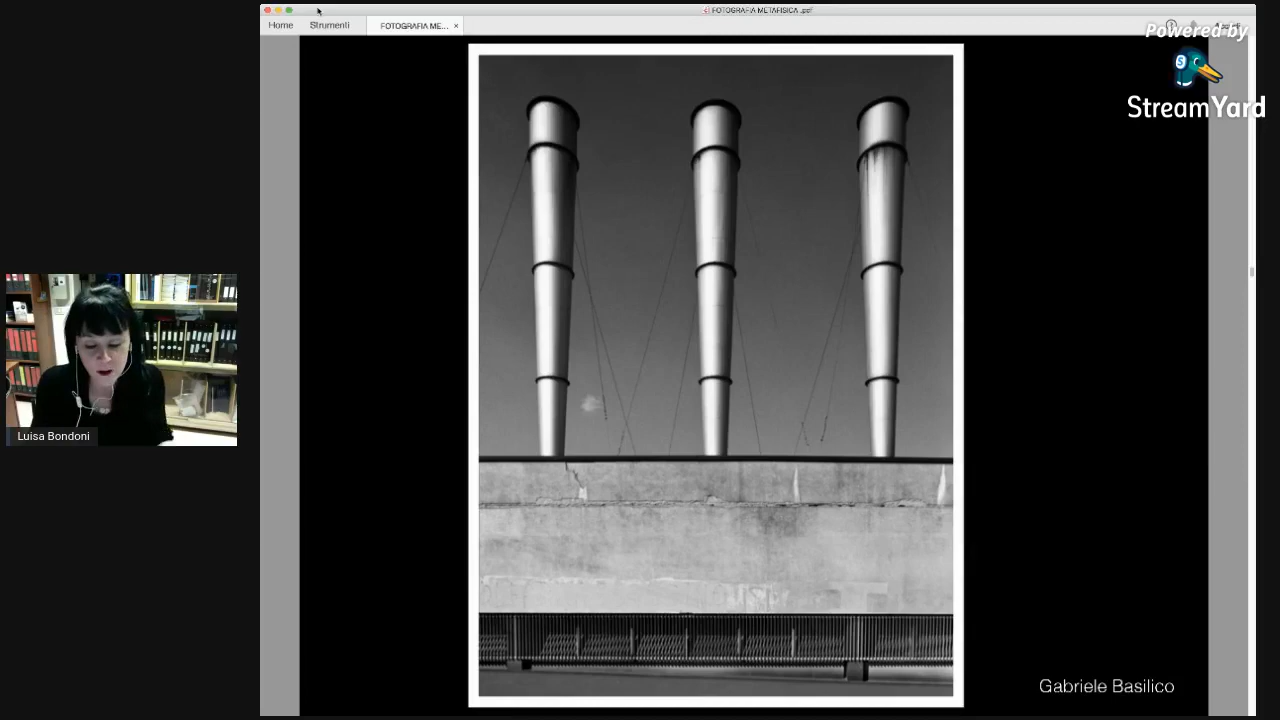 FOTOGRAFIA METAFISICA .pdf
Home
Strumenti
FOTOGRAFIA ME... ×
Powered by
StreamYard
Luisa Bondoni
Gabriele Basilico